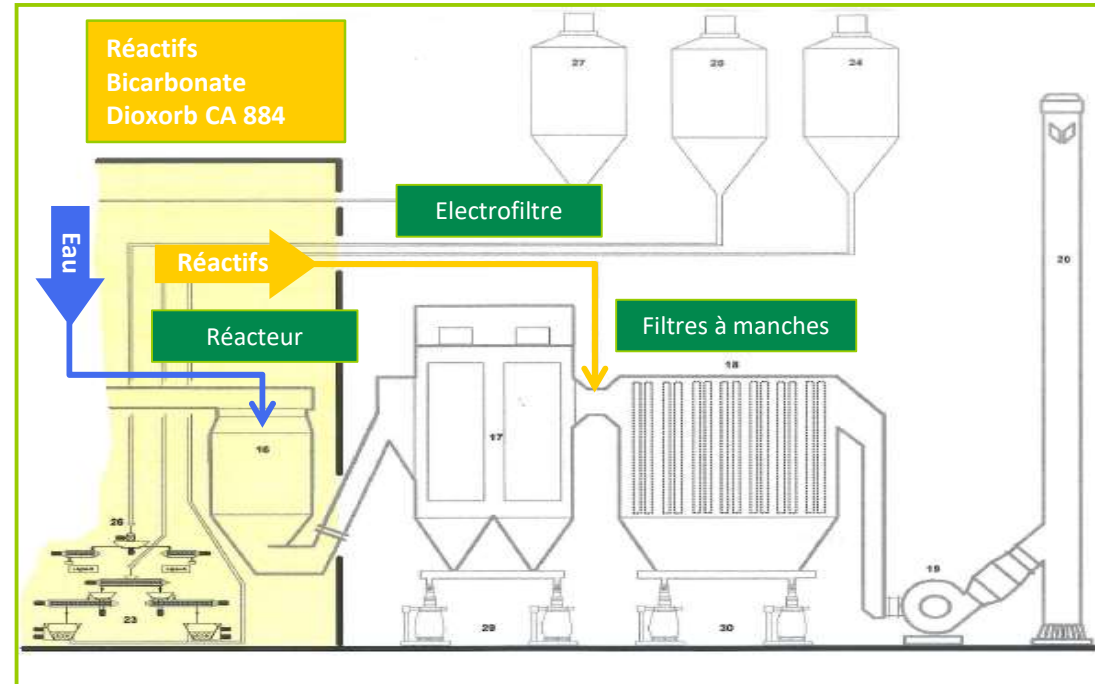 Réactifs
Bicarbonate
Dioxorb CA 884
27
25
24
Electrofiltre
Eau
Réactifs
20
Réacteur
Filtres à manches
18
17
16
26
19
23
29
30